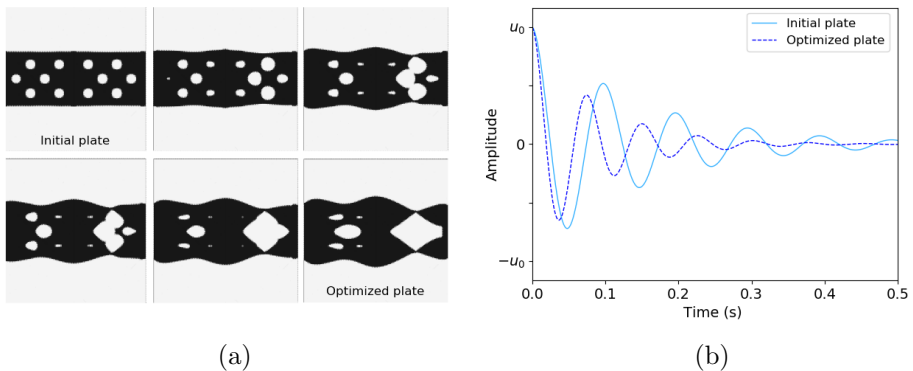 Initial plate
Optimized plate
(a)
Initial plate
Optimized plate
u₀
0
−u₀
Amplitude
0.0 0.1 0.2 0.3 0.4 0.5
Time (s)
(b)